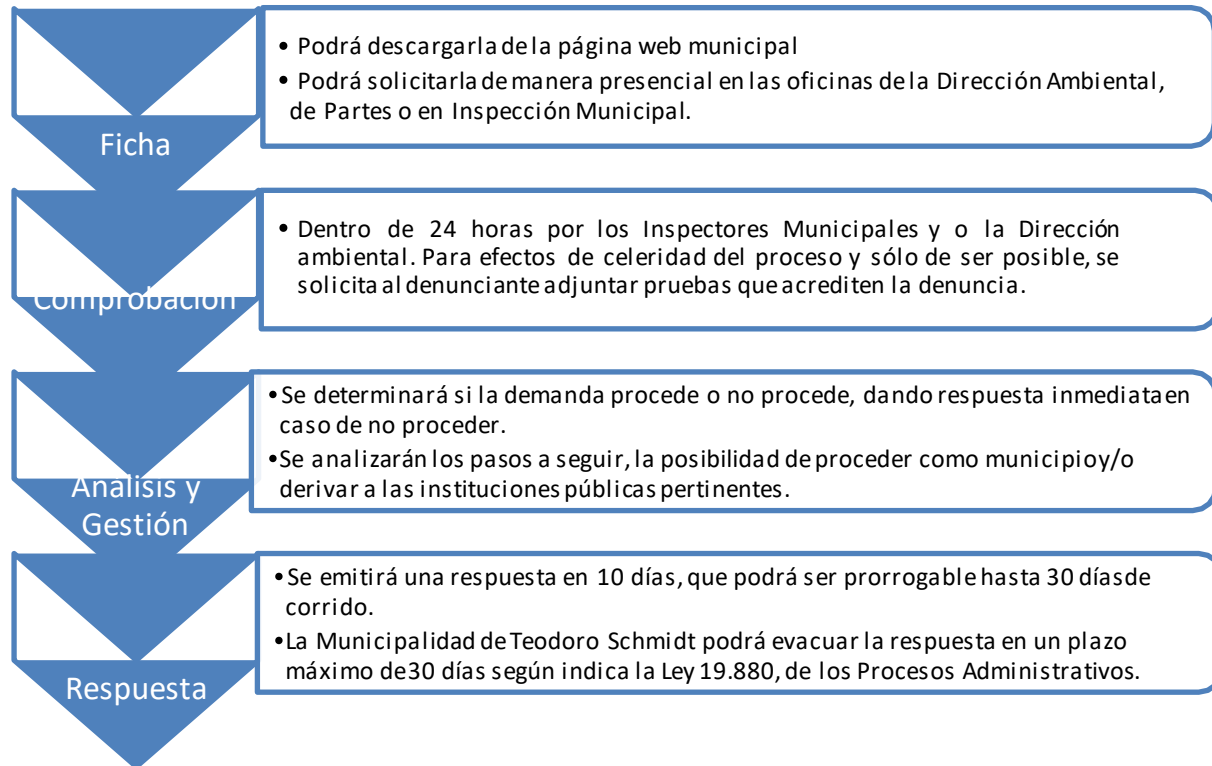 • Podrá descargarla de la página web municipal
• Podrá solicitarla de manera presencial en las oficinas de la Dirección Ambiental,
de Partes o en Inspección Municipal.
Ficha
• Dentro de 24 horas por los Inspectores Municipales y o la Dirección
ambiental. Para efectos de celeridad del proceso y sólo de ser posible, se
solicita al denunciante adjuntar pruebas que acrediten la denuncia.
Comprobación
• Se determinará si la demanda procede o no procede, dando respuesta inmediata en
caso de no proceder.
• Se analizarán los pasos a seguir, la posibilidad de proceder como municipio y/o
derivar a las instituciones públicas pertinentes.
Análisis y
Gestión
• Se emitirá una respuesta en 10 días, que podrá ser prorrogable hasta 30 días de
corrido.
• La Municipalidad de Teodoro Schmidt podrá evacuar la respuesta en un plazo
máximo de 30 días según indica la Ley 19.880, de los Procesos Administrativos.
Respuesta